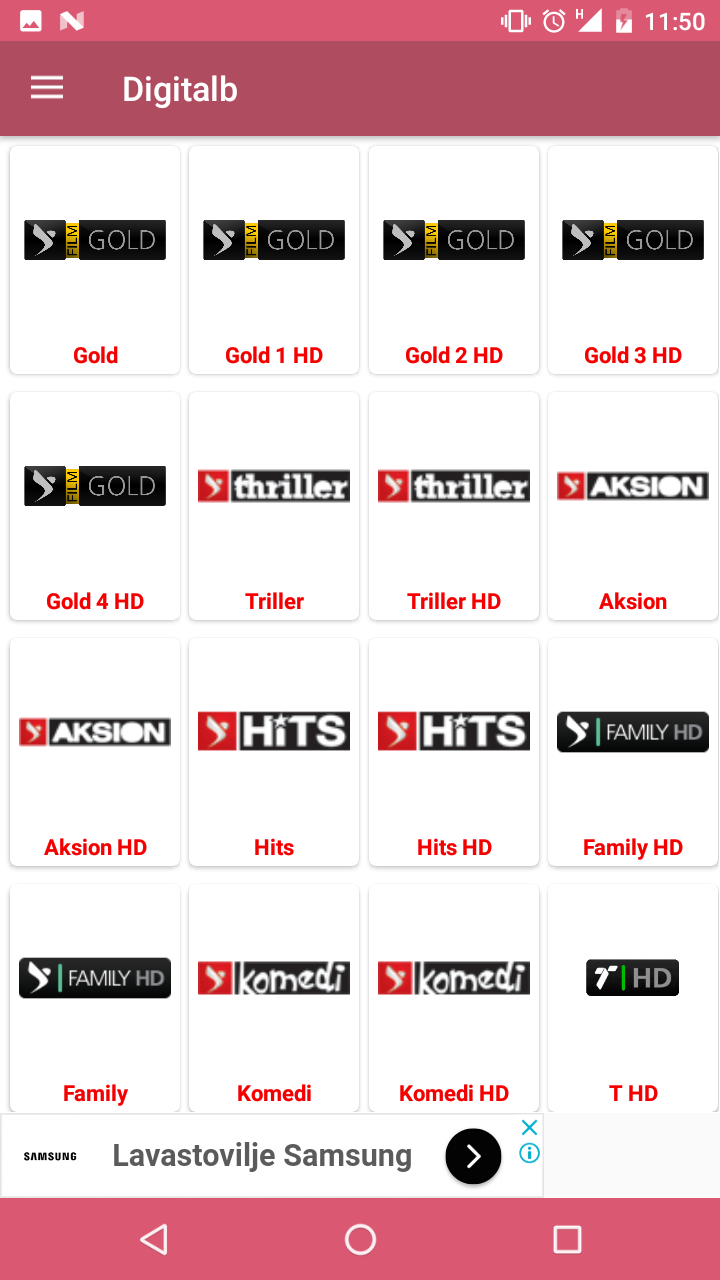 H 11:50
Digitalb
FILM GOLD
FILM GOLD
FILM GOLD
FILM GOLD
Gold
Gold 1 HD
Gold 2 HD
Gold 3 HD
FILM GOLD
thriller
thriller
AKSION
Gold 4 HD
Triller
Triller HD
Aksion
AKSION
HiTS
HiTS
FAMILY HD
Aksion HD
Hits
Hits HD
Family HD
FAMILY HD
komedi
komedi
T HD
Family
Komedi
Komedi HD
T HD
SAMSUNG Lavastovilje Samsung